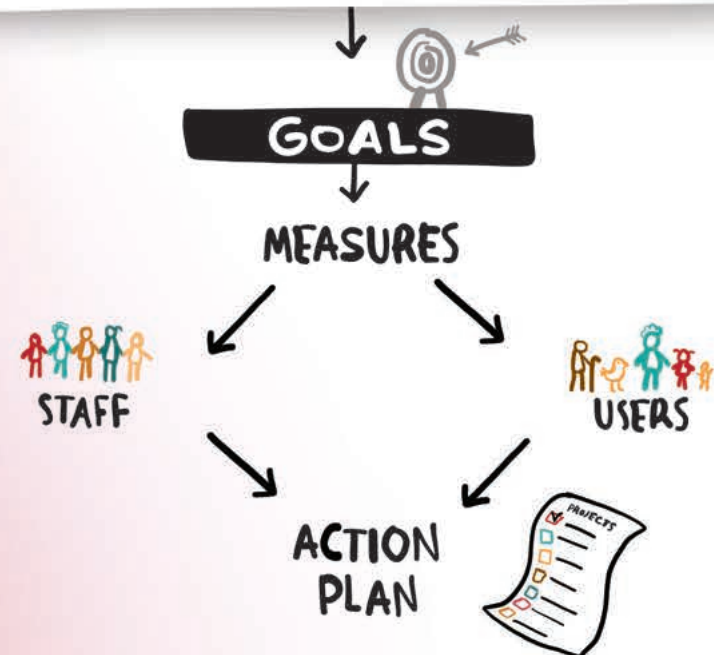 GOALS
MEASURES
STAFF
USERS
PROJECTS
ACTION
PLAN